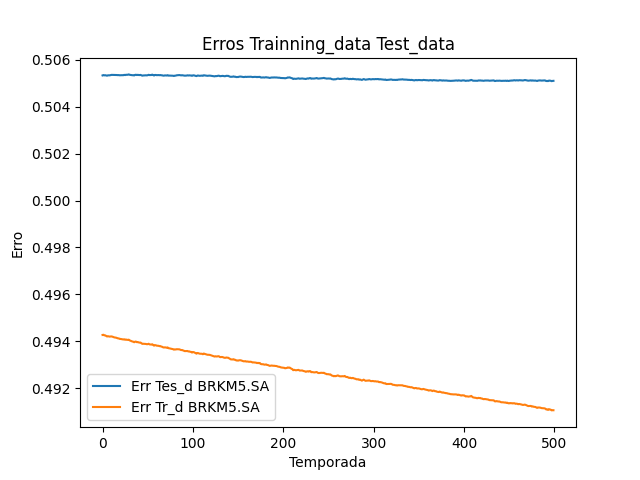 Erros Trainning_data Test_data
0.506
0.504
0.502
0.500
0.498
0.496
0.494
0.492
Erro
Err Tes_d BRKM5.SA
Err Tr_d BRKM5.SA
0 100 200 300 400 500
Temporada